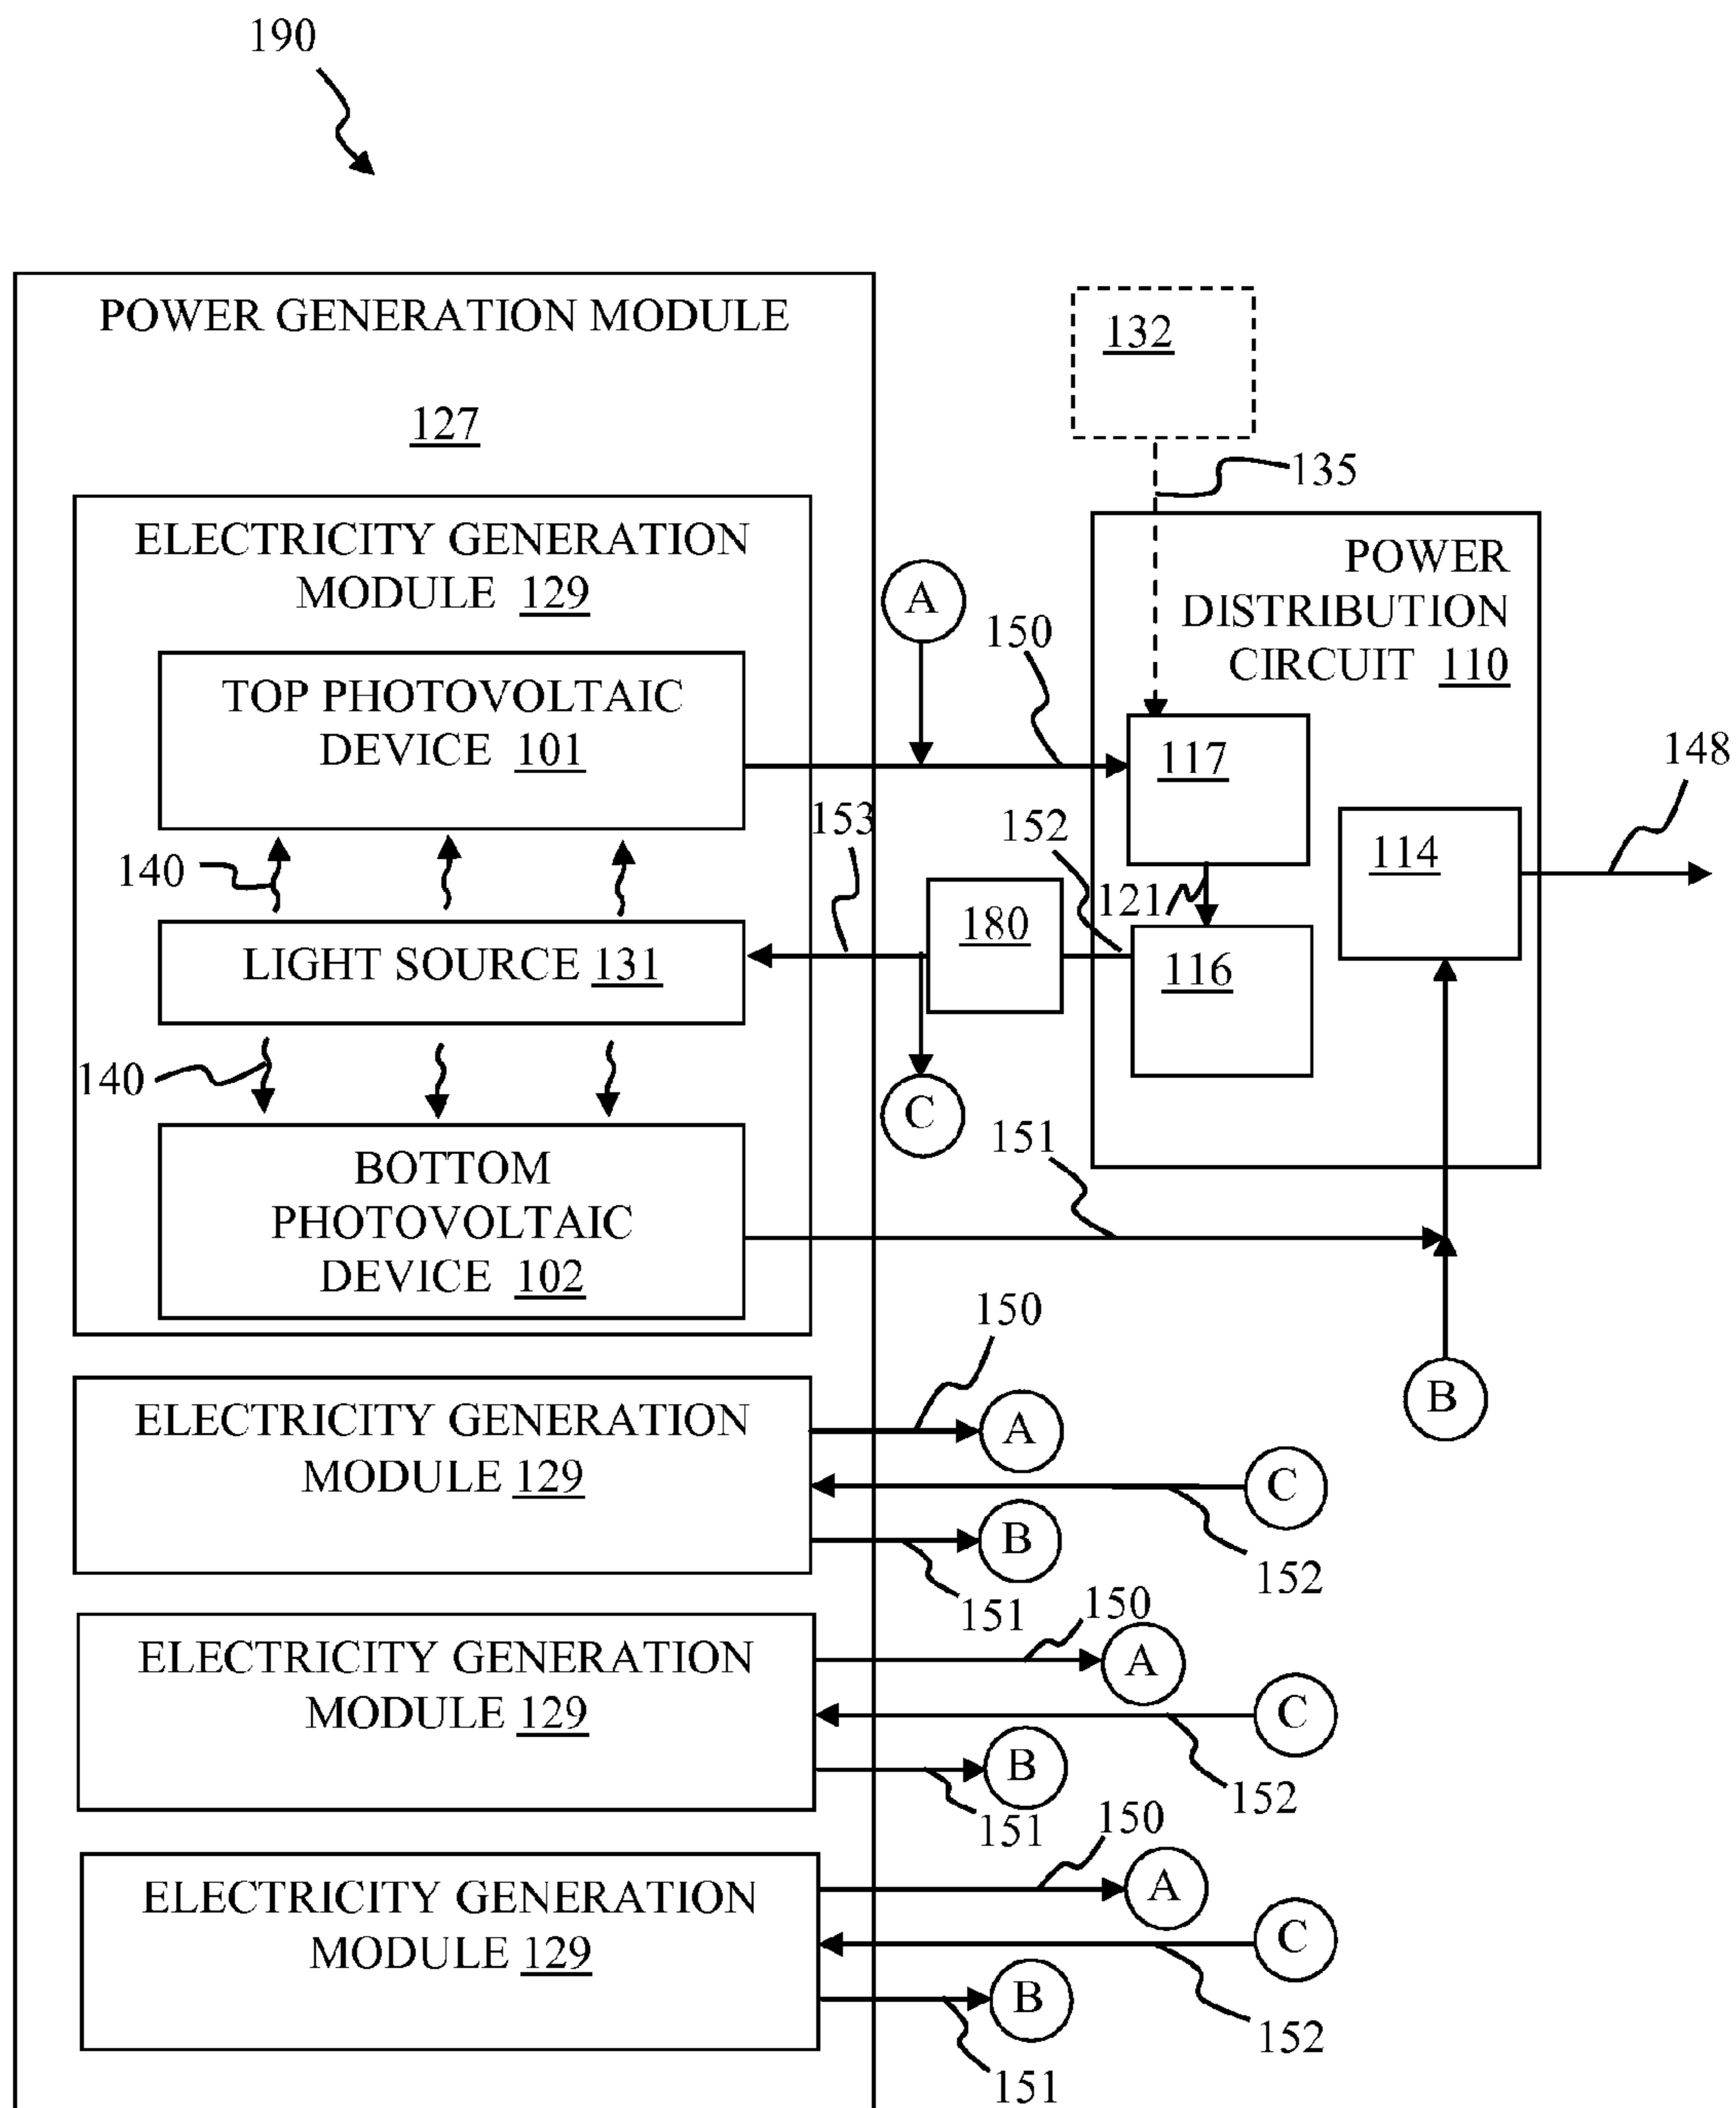 190
POWER GENERATION MODULE
127
132
135
ELECTRICITY GENERATION
MODULE 129
POWER
DISTRIBUTION
CIRCUIT 110
A
150
TOP PHOTOVOLTAIC
DEVICE 101
117
148
153
152
114
140
121
180
LIGHT SOURCE 131
116
140
C
151
BOTTOM
PHOTOVOLTAIC
DEVICE 102
150
B
ELECTRICITY GENERATION
MODULE 129
A
C
B
152
151
150
ELECTRICITY GENERATION
MODULE 129
A
C
B
152
151
150
ELECTRICITY GENERATION
MODULE 129
A
C
B
152
151